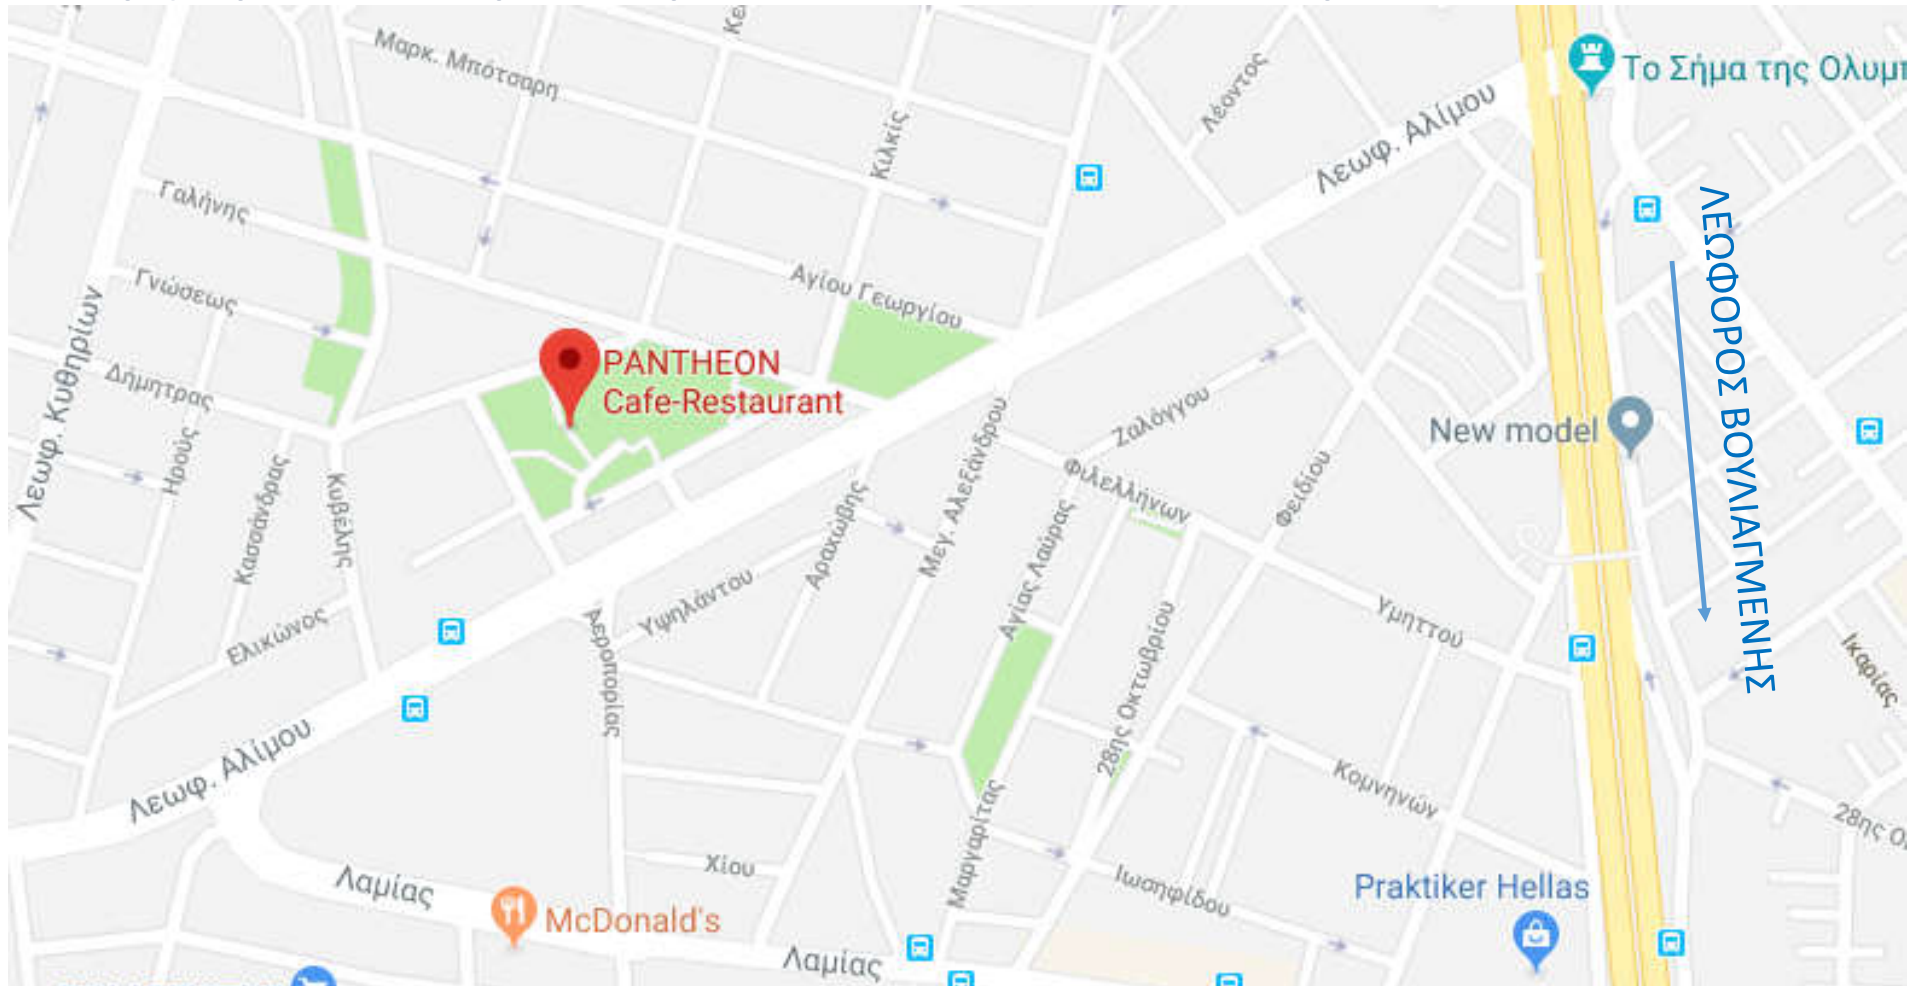 Μαρκ. Μπότσαρη
Κιλκίς
Λέοντος
Λεωφ. Αλίμου
Το Σήμα της
Γαλήνης
Γνώσεως
Αγίου Γεωργίου
Λεωφ. Κυθηρίων
Δήμητρας
PANTHEON
Cafe-Restaurant
ΛΕΩΦΟΡΟΣ ΒΟΥΛΙΑΓΜΕΝΗΣ
New model
Ηρούς
Κασάνδρας
Κυβέλης
Ζαλόγγου
Φιλελλήνων
Φειδίου
Μεγ. Αλεξάνδρου
Αραχώβης
Αγίας Λαύρας
Υψηλάντου
Αεροπορίας
Ελικώνος
28ης Οκτωβρίου
Υμηττού
Ικαρίας
Λεωφ. Αλίμου
Κομνηνών
28ης
Μαργαρίτας
Χίου
Ιωσηφίδου
Λαμίας
McDonald's
Praktiker Hellas
Λαμίας